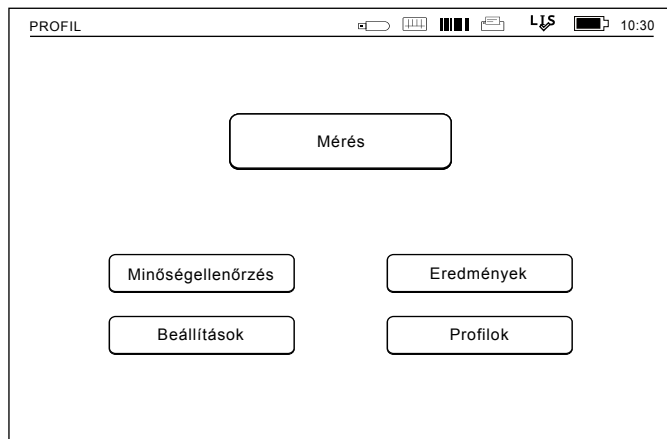 PROFIL
LIS
10:30
Mérés
Minőségellenőrzés
Eredmények
Beállítások
Profilok